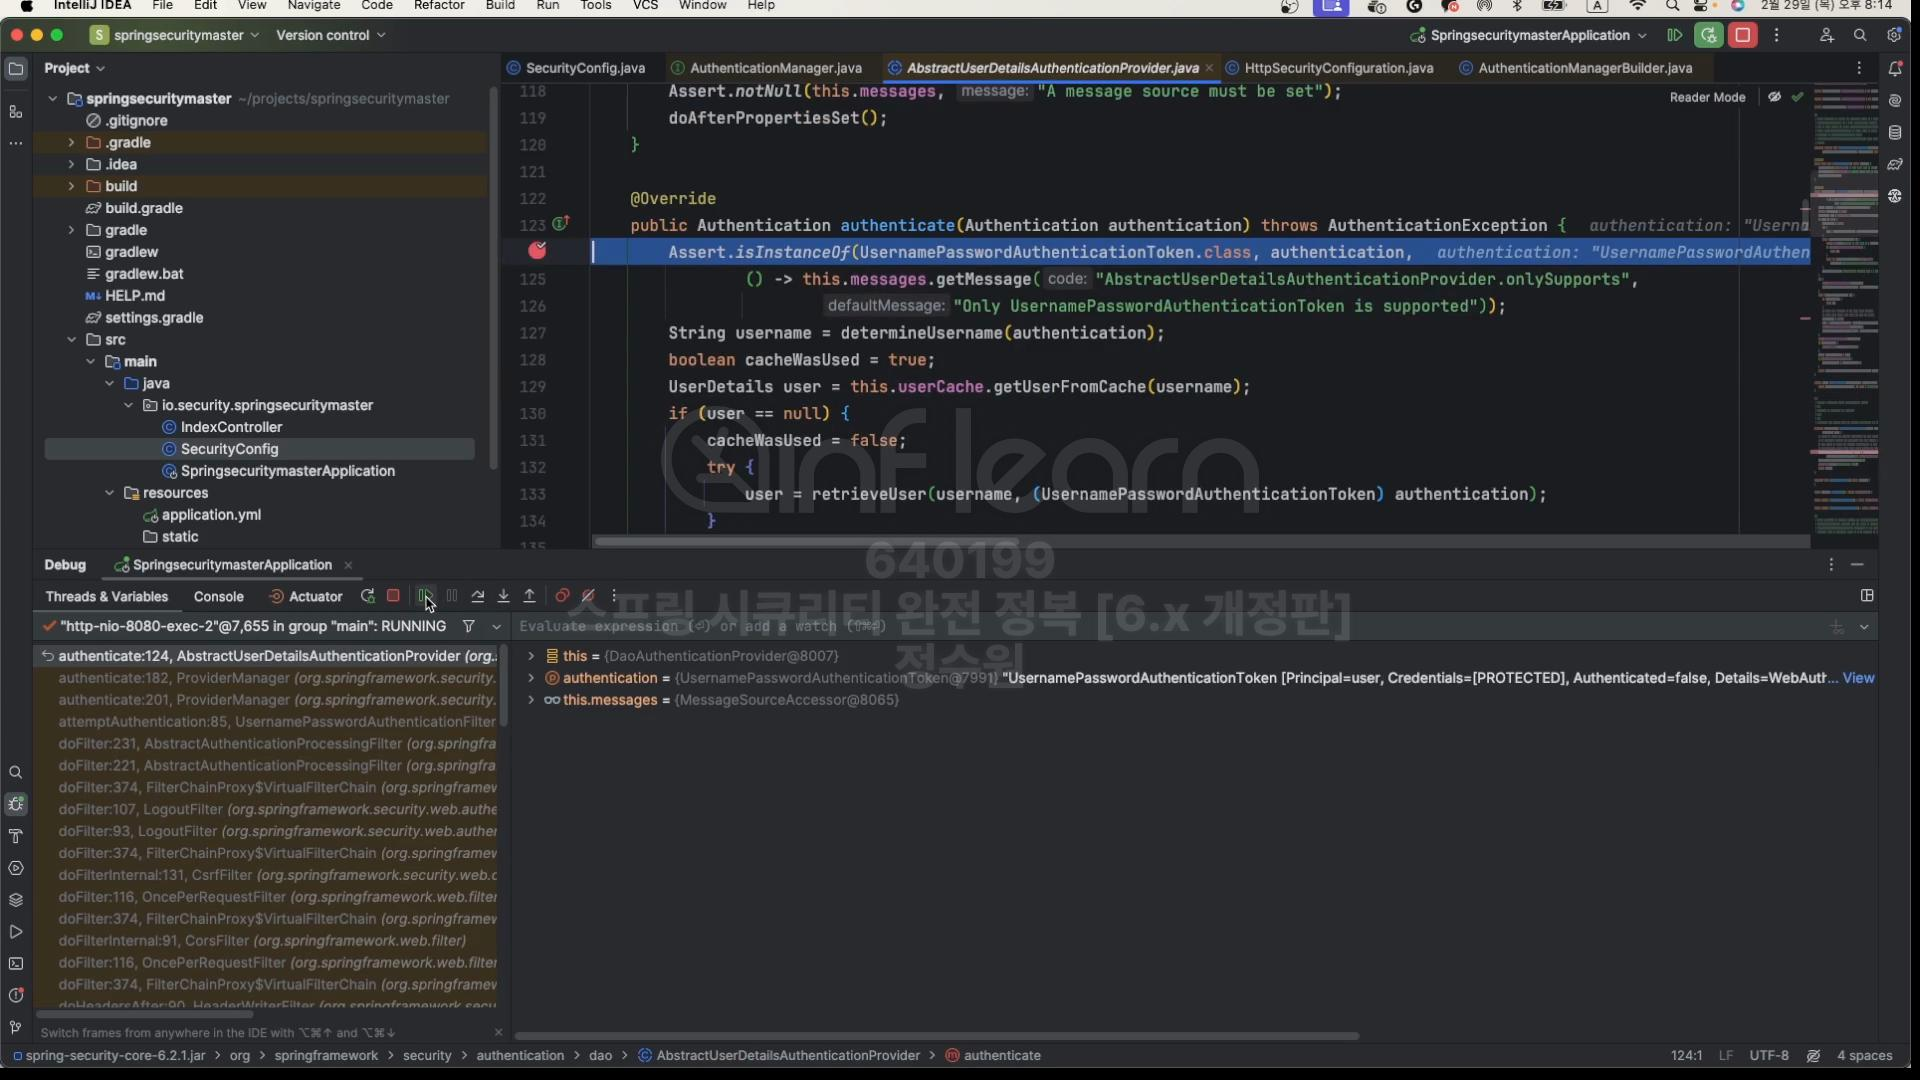 IntelliJ IDEA File Edit View Navigate Code Refactor Build Run Tools VCS Window Help A 2월 29일 (목) 오후 8:14
S springsecuritymaster Version control SpringsecuritymasterApplication
Project
springsecuritymaster ~/projects/springsecuritymaster
.gitignore
.gradle
.idea
build
build.gradle
gradle
gradlew
gradlew.bat
HELP.md
settings.gradle
src
main
java
io.security.springsecuritymaster
IndexController
SecurityConfig
SpringsecuritymasterApplication
resources
application.yml
static
SecurityConfig.java AuthenticationManager.java AbstractUserDetailsAuthenticationProvider.java HttpSecurityConfiguration.java AuthenticationManagerBuilder.java
Reader Mode
118 Assert.notNull(this.messages, message: "A message source must be set");
119 doAfterPropertiesSet();
120 }
121
122 @Override
123 public Authentication authenticate(Authentication authentication) throws AuthenticationException { authentication: "Usern
Assert.isInstanceOf(UsernamePasswordAuthenticationToken.class, authentication, authentication: "UsernamePasswordAuthen
125 () -> this.messages.getMessage( code: "AbstractUserDetailsAuthenticationProvider.onlySupports",
126 defaultMessage: "Only UsernamePasswordAuthenticationToken is supported"));
127 String username = determineUsername(authentication);
128 boolean cacheWasUsed = true;
129 UserDetails user = this.userCache.getUserFromCache(username);
130 if (user == null) {
131 cacheWasUsed = false;
132 try {
133 user = retrieveUser(username, (UsernamePasswordAuthenticationToken) authentication);
134 }
135
inflearn
640199
스프링 시큐리티 완전 정복 [6.x 개정판]
정수원
Debug SpringsecuritymasterApplication
Threads & Variables Console Actuator
"http-nio-8080-exec-2"@7,655 in group "main": RUNNING
authenticate:124, AbstractUserDetailsAuthenticationProvider (org.
authenticate:182, ProviderManager (org.springframework.security.
authenticate:201, ProviderManager (org.springframework.security.
attemptAuthentication:85, UsernamePasswordAuthenticationFilter
doFilter:231, AbstractAuthenticationProcessingFilter (org.springfra
doFilter:221, AbstractAuthenticationProcessingFilter (org.springfra
doFilter:374, FilterChainProxy$VirtualFilterChain (org.springframew
doFilter:107, LogoutFilter (org.springframework.security.web.authe
doFilter:93, LogoutFilter (org.springframework.security.web.authen
doFilter:374, FilterChainProxy$VirtualFilterChain (org.springframew
doFilterInternal:131, CsrfFilter (org.springframework.security.web.c
doFilter:116, OncePerRequestFilter (org.springframework.web.filter
doFilter:374, FilterChainProxy$VirtualFilterChain (org.springframew
doFilterInternal:91, CorsFilter (org.springframework.web.filter)
doFilter:116, OncePerRequestFilter (org.springframework.web.filter
doFilter:374, FilterChainProxy$VirtualFilterChain (org.springframew
doHeadersAfter:90, HeaderWriterFilter (org.springframework.secu
Switch frames from anywhere in the IDE with ⌥⌘↑ and ⌥⌘↓
Evaluate expression (⏎) or add a watch (⇧⌘⏎)
this = {DaoAuthenticationProvider@8007}
authentication = {UsernamePasswordAuthenticationToken@7991} "UsernamePasswordAuthenticationToken [Principal=user, Credentials=[PROTECTED], Authenticated=false, Details=WebAuth... View
this.messages = {MessageSourceAccessor@8065}
spring-security-core-6.2.1.jar > org > springframework > security > authentication > dao > AbstractUserDetailsAuthenticationProvider > authenticate 124:1 LF UTF-8 4 spaces